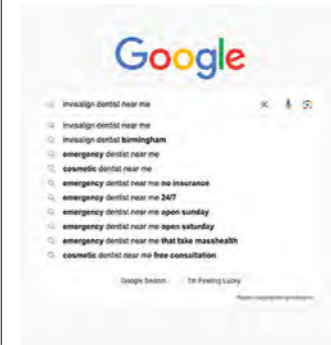 Google
invisalign dentist near me
invisalign dentist near me
invisalign dentist birmingham
emergency dentist near me
cosmetic dentist near me
emergency dentist near me no insurance
emergency dentist near me 24/7
emergency dentist near me open sunday
emergency dentist near me open saturday
emergency dentist near me that take masshealth
cosmetic dentist near me free consultation
Google Search I'm Feeling Lucky